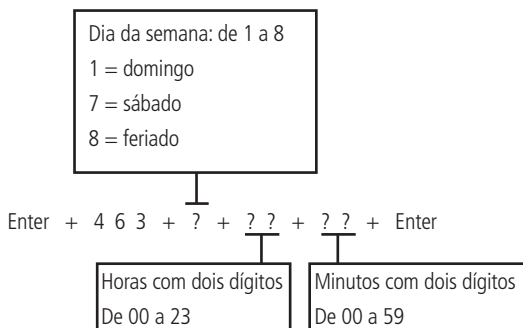 Dia da semana: de 1 a 8
1 = domingo
7 = sábado
8 = feriado
Enter + 4 6 3 + ? + ? ? + ? ? + Enter
Horas com dois dígitos
De 00 a 23
Minutos com dois dígitos
De 00 a 59